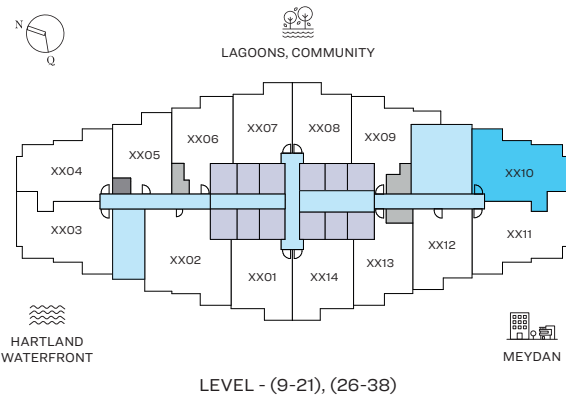 N
Q
LAGOONS, COMMUNITY
XX07
XX08
XX06
XX09
XX05
XX04
XX10
XX03
XX11
XX12
XX02
XX13
XX01
XX14
HARTLAND
WATERFRONT
MEYDAN
LEVEL - (9-21), (26-38)